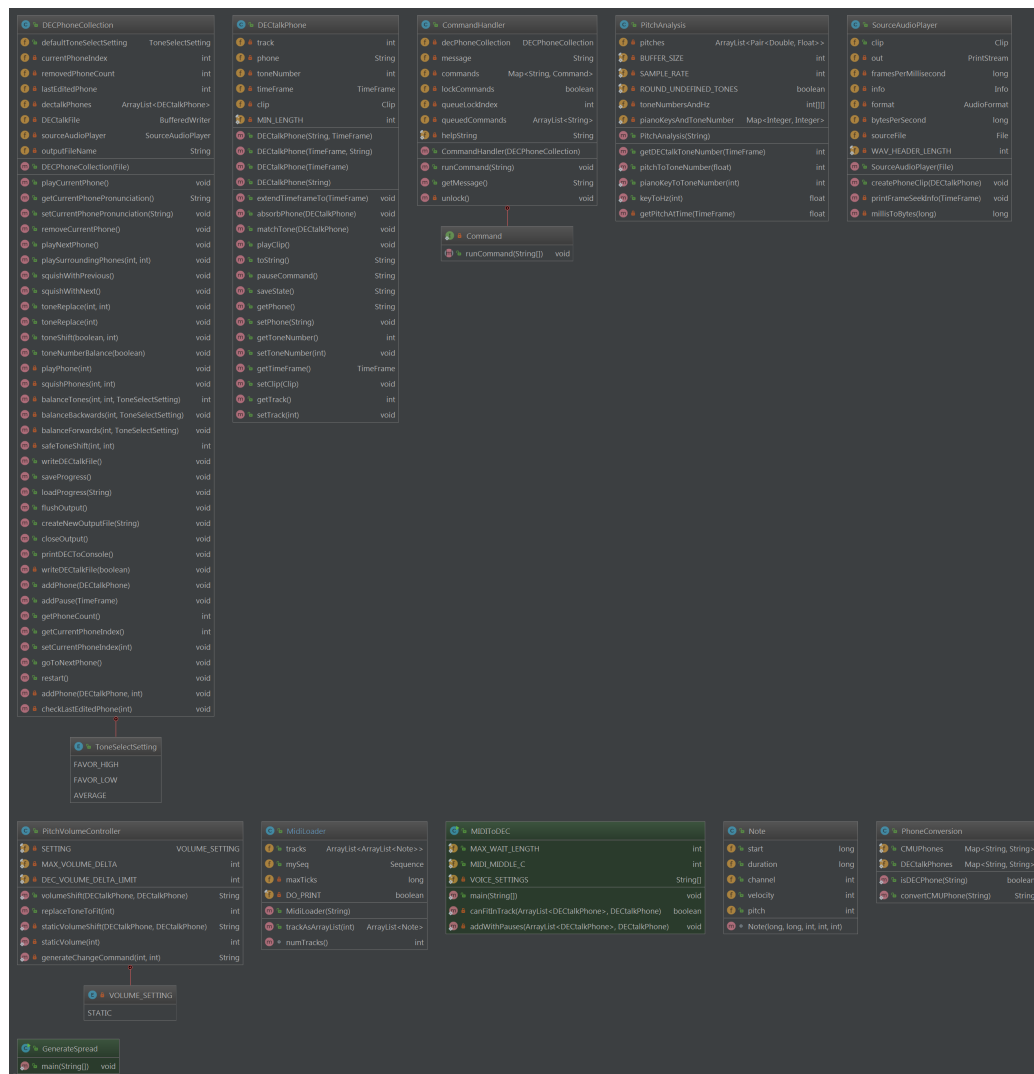 DECPhoneCollection
defaultToneSelectSetting ToneSelectSetting
currentPhoneIndex int
removedPhoneCount int
lastEditedPhone int
dectalkPhones ArrayList<DECtalkPhone>
DECtalkFile BufferedWriter
sourceAudioPlayer SourceAudioPlayer
outputFileName String
DECPhoneCollection(File)
playCurrentPhone() void
getCurrentPhonePronunciation() String
setCurrentPhonePronunciation(String) void
removeCurrentPhone() void
playNextPhone() void
playSurroundingPhones(int, int) void
squishWithPrevious() void
squishWithNext() void
toneReplace(int, int) void
toneReplace(int) void
toneShift(boolean, int) void
toneNumberBalance(boolean) void
playPhone(int) void
squishPhones(int, int) void
balanceTones(int, int, ToneSelectSetting) int
balanceBackwards(int, ToneSelectSetting) void
balanceForwards(int, ToneSelectSetting) void
safeToneShift(int, int) int
writeDECtalkFile() void
saveProgress() void
loadProgress(String) void
flushOutput() void
createNewOutputFile(String) void
closeOutput() void
printDECToConsole() void
writeDECtalkFile(boolean) void
addPhone(DECtalkPhone) void
addPause(TimeFrame) void
getPhoneCount() int
getCurrentPhoneIndex() int
setCurrentPhoneIndex(int) void
goToNextPhone() void
restart() void
addPhone(DECtalkPhone, int) void
checkLastEditedPhone(int) void
ToneSelectSetting
FAVOR_HIGH
FAVOR_LOW
AVERAGE
DECtalkPhone
track int
phone String
toneNumber int
timeFrame TimeFrame
clip Clip
MIN_LENGTH int
DECtalkPhone(String, TimeFrame)
DECtalkPhone(TimeFrame, String)
DECtalkPhone(TimeFrame)
DECtalkPhone(String)
extendTimeframeTo(TimeFrame) void
absorbPhone(DECtalkPhone) void
matchTone(DECtalkPhone) void
playClip() void
toString() String
pauseCommand() String
saveState() String
getPhone() String
setPhone(String) void
getToneNumber() int
setToneNumber(int) void
getTimeFrame() TimeFrame
setClip(Clip) void
getTrack() int
setTrack(int) void
CommandHandler
decPhoneCollection DECPhoneCollection
message String
commands Map<String, Command>
lockCommands boolean
queueLockIndex int
queuedCommands ArrayList<String>
helpString String
CommandHandler(DECPhoneCollection)
runCommand(String) void
getMessage() String
unlock() void
Command
runCommand(String[]) void
PitchAnalysis
pitches ArrayList<Pair<Double, Float>>
BUFFER_SIZE int
SAMPLE_RATE int
ROUND_UNDEFINED_TONES boolean
toneNumbersAndHz int[][]
pianoKeysAndToneNumber Map<Integer, Integer>
PitchAnalysis(String)
getDECtalkToneNumber(TimeFrame) int
pitchToToneNumber(float) int
pianoKeyToToneNumber(int) int
keyToHz(int) float
getPitchAtTime(TimeFrame) float
SourceAudioPlayer
clip Clip
out PrintStream
framesPerMillisecond long
info Info
format AudioFormat
bytesPerSecond long
sourceFile File
WAV_HEADER_LENGTH int
SourceAudioPlayer(File)
createPhoneClip(DECtalkPhone) void
printFrameSeekInfo(TimeFrame) void
millisToBytes(long) long
PitchVolumeController
SETTING VOLUME_SETTING
MAX_VOLUME_DELTA int
DEC_VOLUME_DELTA_LIMIT int
volumeShift(DECtalkPhone, DECtalkPhone) String
replaceToneToFit(int) int
staticVolumeShift(DECtalkPhone, DECtalkPhone) String
staticVolume(int) int
generateChangeCommand(int, int) String
VOLUME_SETTING
STATIC
MidiLoader
tracks ArrayList<ArrayList<Note>>
mySeq Sequence
maxTicks long
DO_PRINT boolean
MidiLoader(String)
trackAsArrayList(int) ArrayList<Note>
numTracks() int
MIDIToDEC
MAX_WAIT_LENGTH int
MIDI_MIDDLE_C int
VOICE_SETTINGS String[]
main(String[]) void
canFitInTrack(ArrayList<DECtalkPhone>, DECtalkPhone) boolean
addWithPauses(ArrayList<DECtalkPhone>, DECtalkPhone) void
Note
start long
duration long
channel int
velocity int
pitch int
Note(long, long, int, int, int)
PhoneConversion
CMUPhones Map<String, String>
DECtalkPhones Map<String, String>
isDECPhone(String) boolean
convertCMUPhone(String) String
GenerateSpread
main(String[]) void